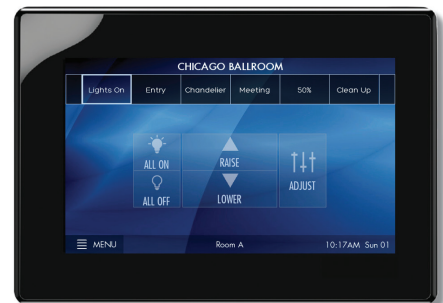 CHICAGO BALLROOM
Lights On Entry Chandelier Meeting 50% Clean Up
ALL ON RAISE ADJUST
ALL OFF LOWER
MENU Room A 10:17AM Sun 01